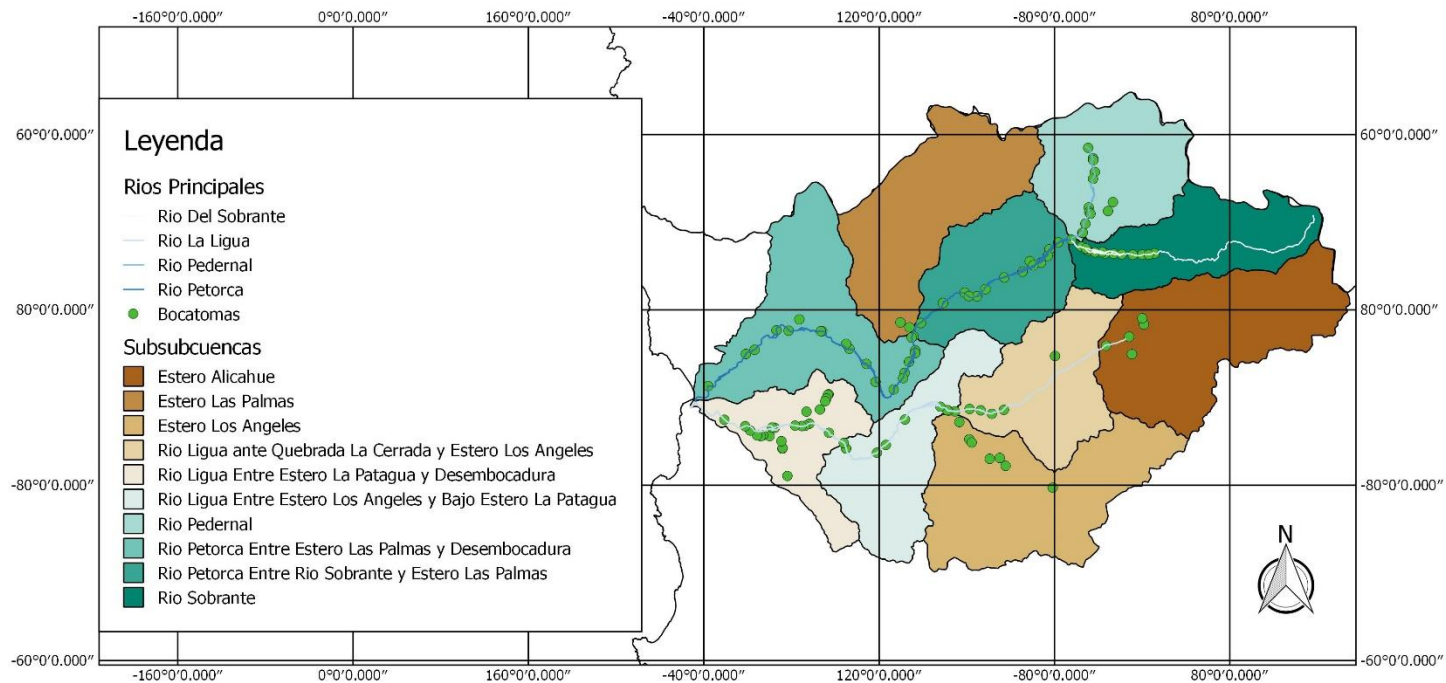 -160°0'0.000″ 0°0'0.000″ 160°0'0.000″ -40°0'0.000″ 120°0'0.000″ -80°0'0.000″ 80°0'0.000″
60°0'0.000″ 60°0'0.000″
Leyenda
Rios Principales
Rio Del Sobrante
Rio La Ligua
Rio Pedernal
Rio Petorca
Bocatomas
80°0'0.000″ 80°0'0.000″
Subsubcuencas
Estero Alicahue
Estero Las Palmas
Estero Los Angeles
Rio Ligua ante Quebrada La Cerrada y Estero Los Angeles
Rio Ligua Entre Estero La Patagua y Desembocadura
-80°0'0.000″ -80°0'0.000″
Rio Ligua Entre Estero Los Angeles y Bajo Estero La Patagua
Rio Pedernal
Rio Petorca Entre Estero Las Palmas y Desembocadura
Rio Petorca Entre Rio Sobrante y Estero Las Palmas
Rio Sobrante
N
-60°0'0.000″ -60°0'0.000″
-160°0'0.000″ 0°0'0.000″ 160°0'0.000″ -40°0'0.000″ 120°0'0.000″ -80°0'0.000″ 80°0'0.000″